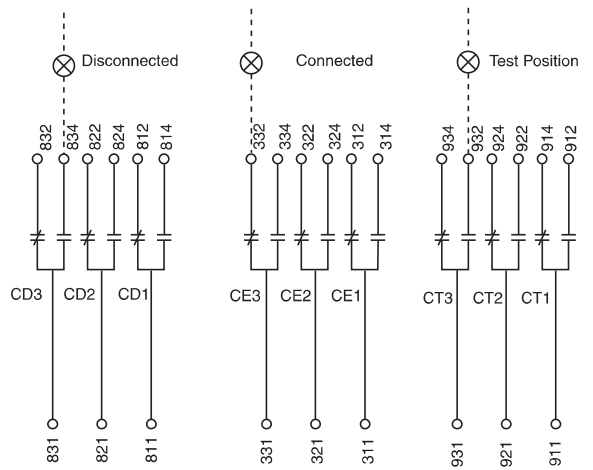 Disconnected
Connected
Test Position
832 834 822 824 812 814
332 334 322 324 312 314
934 932 924 922 914 912
CD3 CD2 CD1
CE3 CE2 CE1
CT3 CT2 CT1
831 821 811
331 321 311
931 921 911